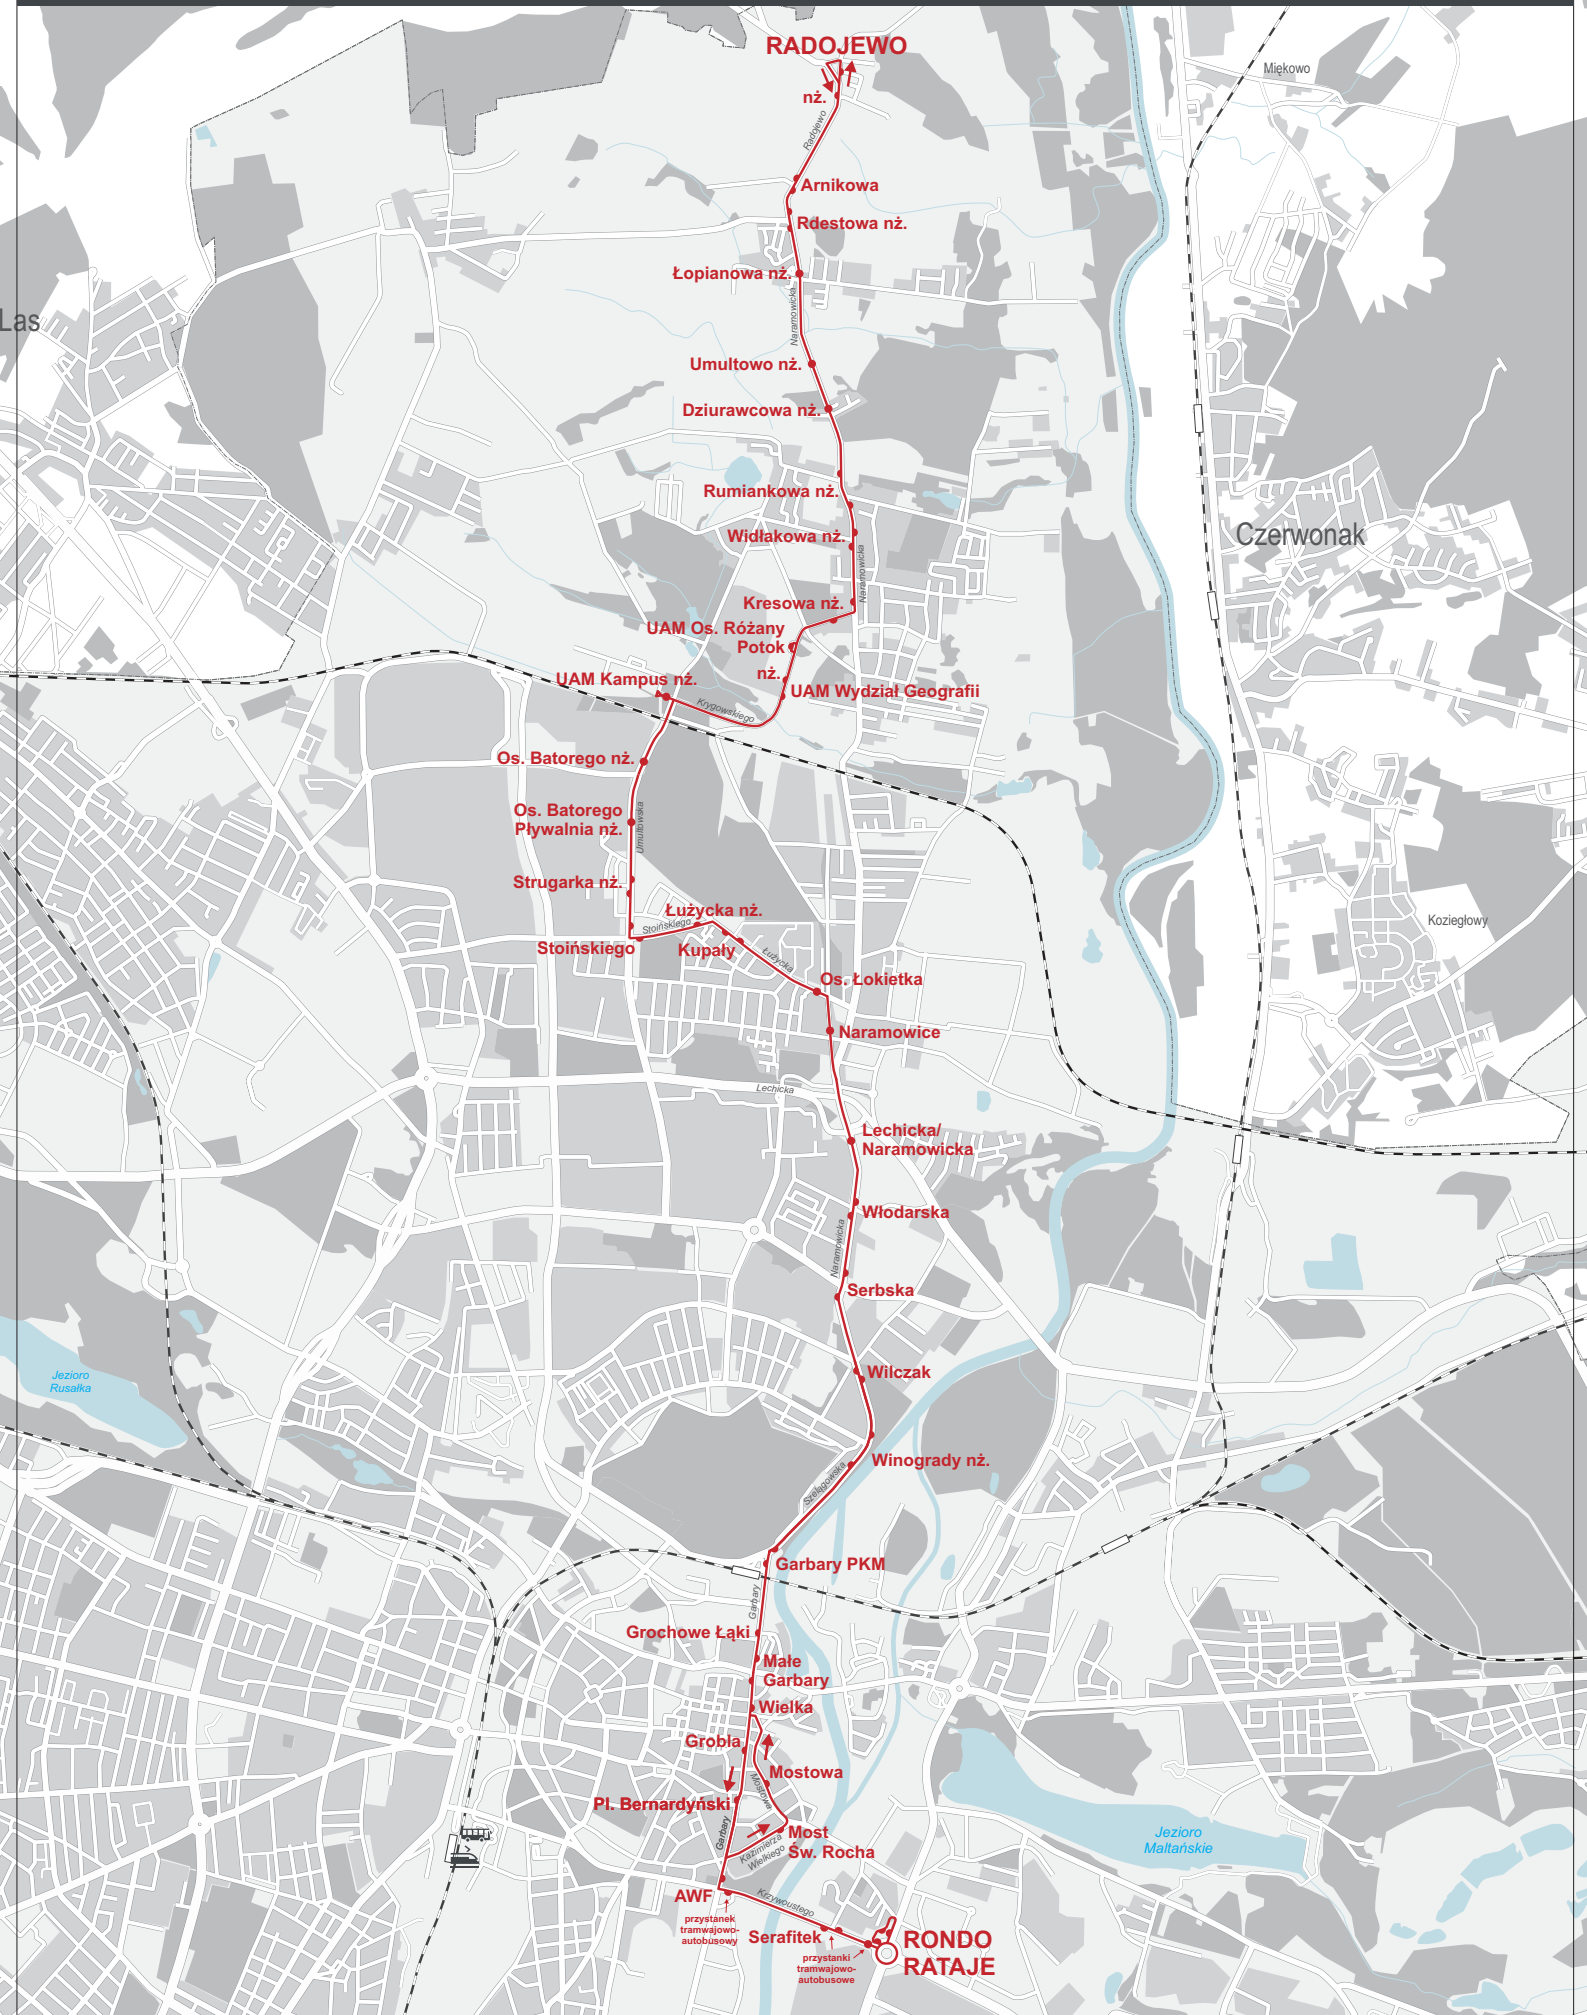 RADOJEWO
Miękowo
nż.
Radojewo
Arnikowa
Rdestowa nż.
Łopianowa nż.
Naramowicka
Las
Umultowo nż.
Dziurawcowa nż.
Rumiankowa nż.
Czerwonak
Widłakowa nż.
Naramowicka
Kresowa nż.
UAM Os. Różany
Potok
nż.
UAM Kampus nż.
UAM Wydział Geografii
Krygowskiego
Os. Batorego nż.
Os. Batorego
Pływalnia nż.
Umultowska
Strugarka nż.
Łużycka nż.
Stoińskiego
Koziegłowy
Stoińskiego
Kupały
Łużycka
Os. Łokietka
Naramowice
Lechicka
Lechicka/
Naramowicka
Włodarska
Naramowicka
Serbska
Wilczak
Jezioro
Rusałka
Winogrady nż.
Szelągowska
Garbary PKM
Garbary
Grochowe Łąki
Małe
Garbary
Wielka
Grobla
Mostowa
Mostowa
Pl. Bernardyński
Garbary
Most
Św. Rocha
Kazimierza
Wielkiego
Jezioro
Maltańskie
AWF
Krzywoustego
przystanek
tramwajowo-
autobusowy
Serafitek
RONDO
RATAJE
przystanki
tramwajowo-
autobusowe